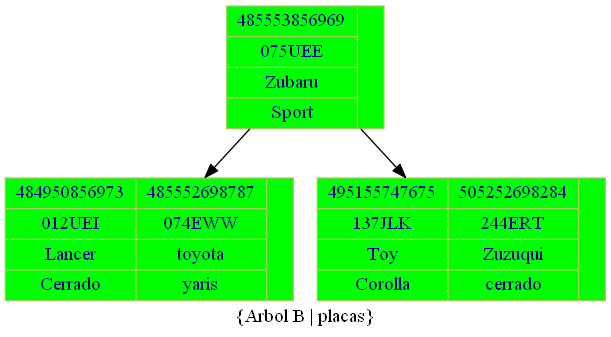 485553856969
075UEE
Zubaru
Sport
484950856973 485552698787
012UEI 074EWW
Lancer toyota
Cerrado yaris
495155747675 505252698284
137JLK 244ERT
Toy Zuzuqui
Corolla cerrado
{Arbol B | placas}